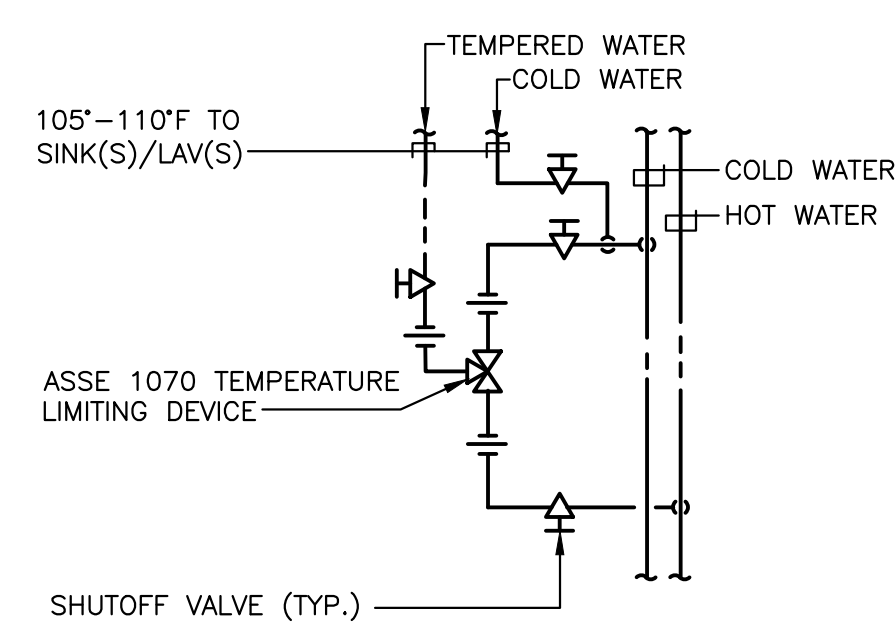 TEMPERED WATER
COLD WATER
105°-110°F TO
SINK(S)/LAV(S)
COLD WATER
HOT WATER
ASSE 1070 TEMPERATURE
LIMITING DEVICE
SHUTOFF VALVE (TYP.)